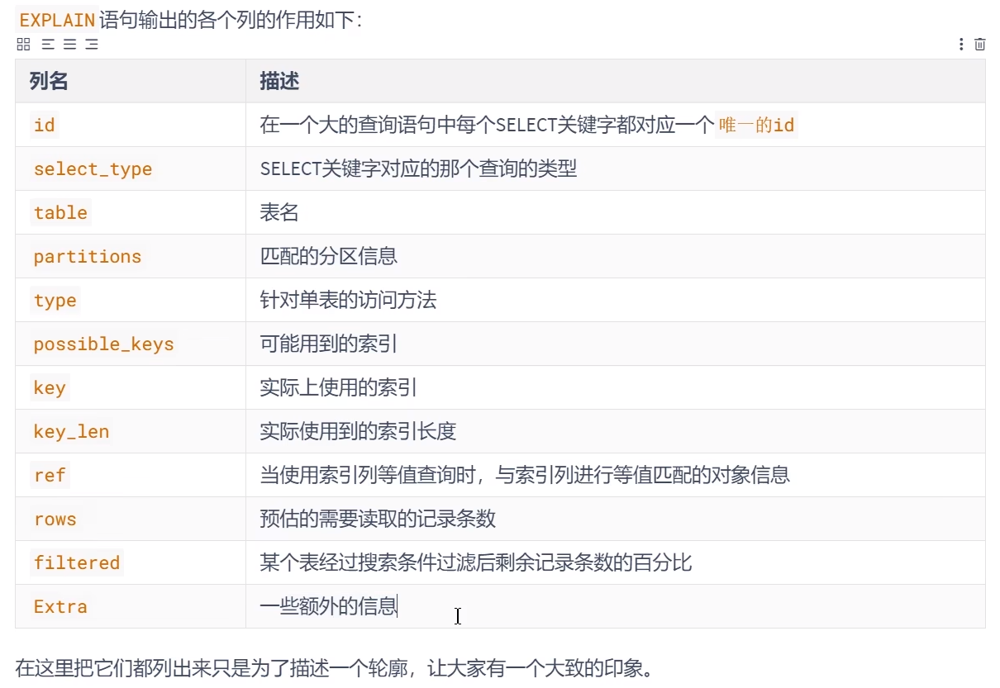 EXPLAIN语句输出的各个列的作用如下：
列名 描述
id 在一个大的查询语句中每个SELECT关键字都对应一个唯一的id
select_type SELECT关键字对应的那个查询的类型
table 表名
partitions 匹配的分区信息
type 针对单表的访问方法
possible_keys 可能用到的索引
key 实际上使用的索引
key_len 实际使用到的索引长度
ref 当使用索引列等值查询时，与索引列进行等值匹配的对象信息
rows 预估的需要读取的记录条数
filtered 某个表经过搜索条件过滤后剩余记录条数的百分比
Extra 一些额外的信息
在这里把它们都列出来只是为了描述一个轮廓，让大家有一个大致的印象。